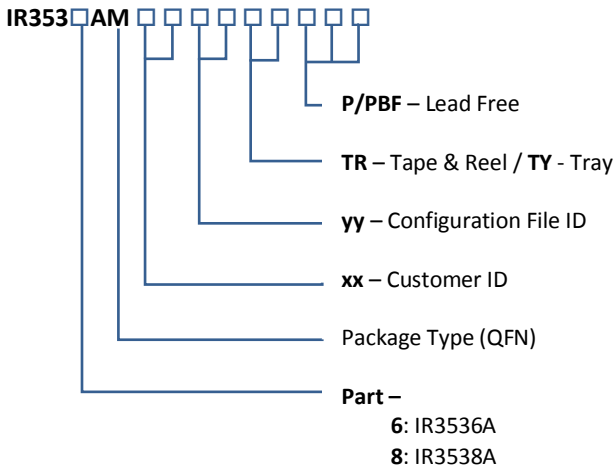 IR353□AM□□□□□□□□□
P/PBF – Lead Free
TR – Tape & Reel / TY - Tray
yy – Configuration File ID
xx – Customer ID
Package Type (QFN)
Part –
6: IR3536A
8: IR3538A